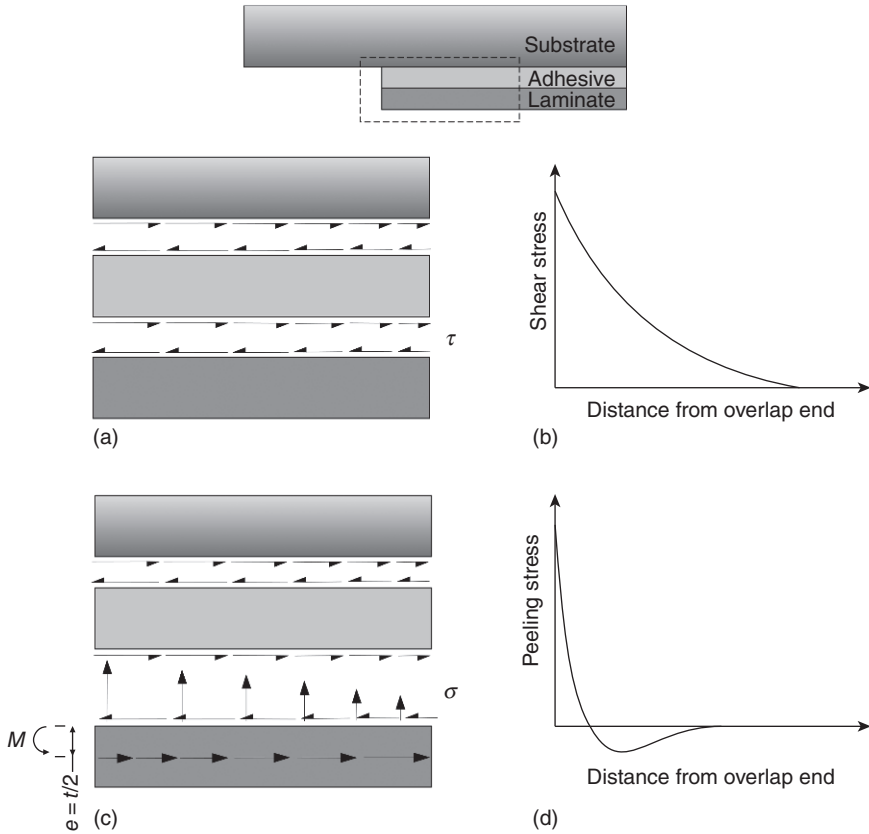 Substrate
Adhesive
Laminate
τ
(a)
Shear stress
Distance from overlap end
(b)
σ
M
e = t/2
(c)
Peeling stress
Distance from overlap end
(d)